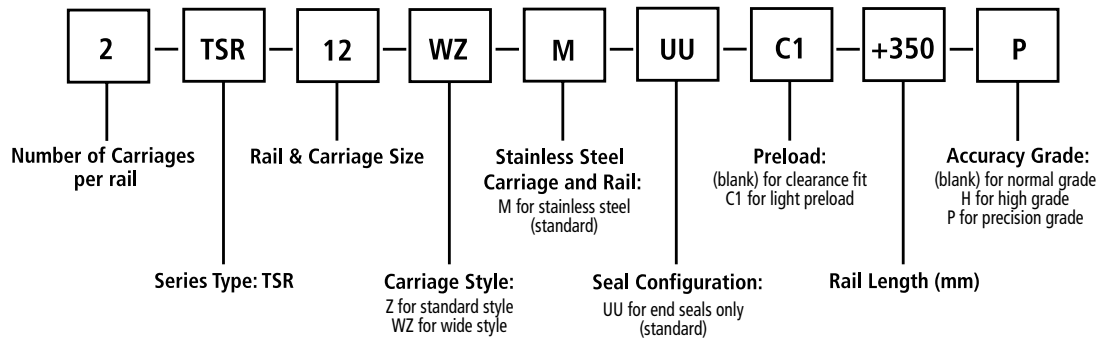 2 – TSR – 12 – WZ – M – UU – C1 – +350 – P
Number of Carriages
per rail
Rail & Carriage Size
Stainless Steel
Carriage and Rail:
M for stainless steel
(standard)
Preload:
(blank) for clearance fit
C1 for light preload
Accuracy Grade:
(blank) for normal grade
H for high grade
P for precision grade
Series Type: TSR
Carriage Style:
Z for standard style
WZ for wide style
Seal Configuration:
UU for end seals only
(standard)
Rail Length (mm)